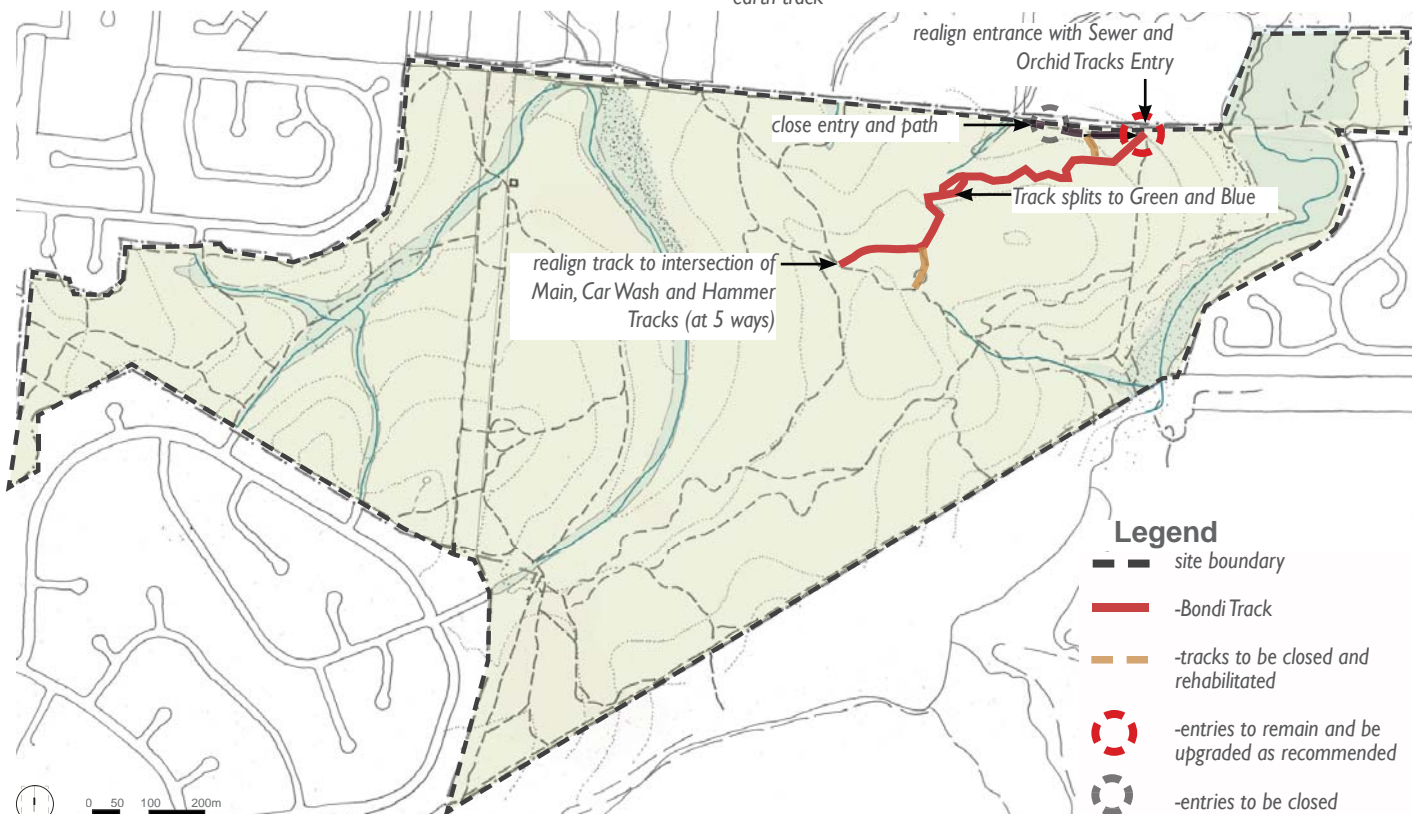 earth track
realign entrance with Sewer and
Orchid Tracks Entry
close entry and path
Track splits to Green and Blue
realign track to intersection of
Main, Car Wash and Hammer
Tracks (at 5 ways)
Legend
site boundary
-Bondi Track
-tracks to be closed and
rehabilitated
-entries to remain and be
upgraded as recommended
-entries to be closed
0 50 100 200m